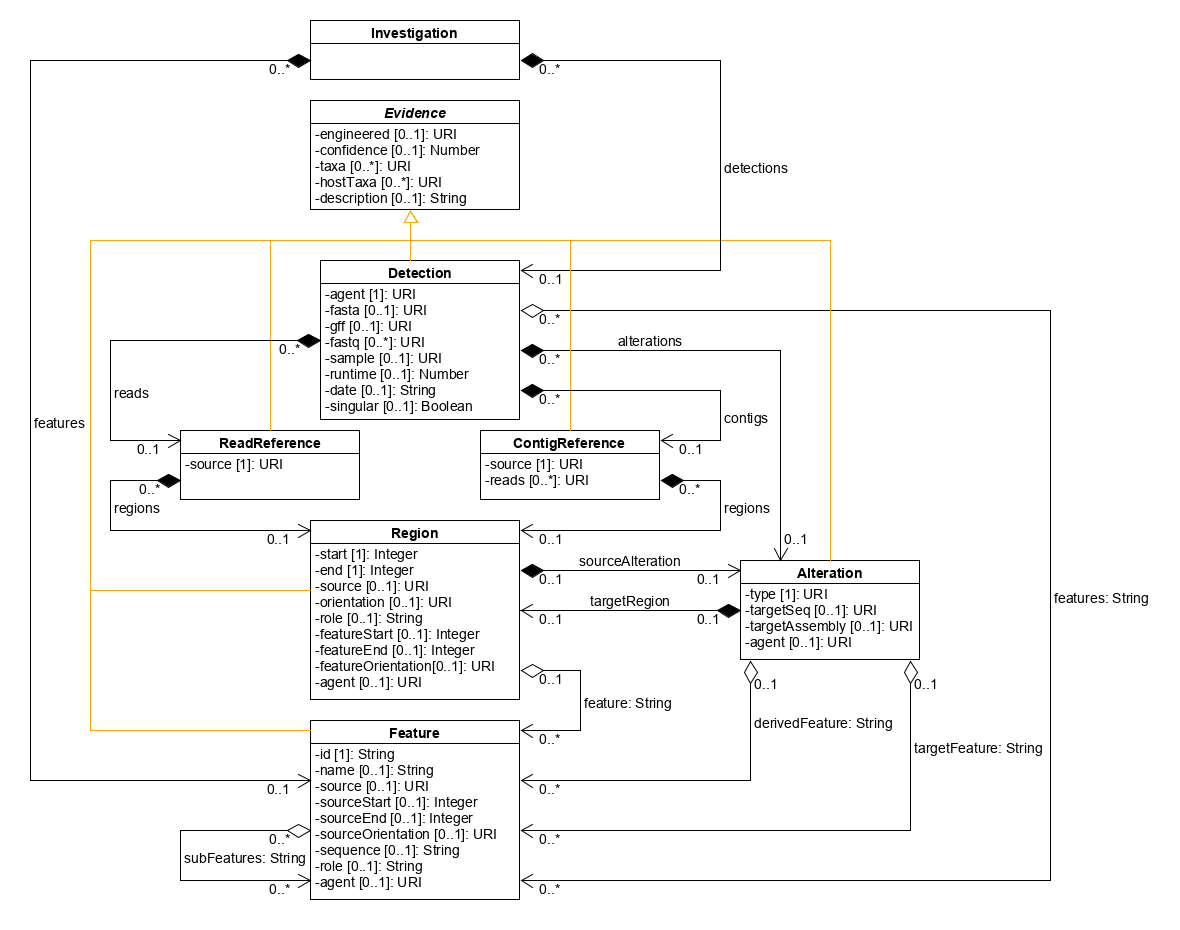 Investigation
0..*
0..*
Evidence
-engineered [0..1]: URI
-confidence [0..1]: Number
-taxa [0..*]: URI
-hostTaxa [0..*]: URI
-description [0..1]: String
detections
Detection
0..1
-agent [1]: URI
-fasta [0..1]: URI
-gff [0..1]: URI
-fastq [0..*]: URI
-sample [0..1]: URI
-runtime [0..1]: Number
-date [0..1]: String
-singular [0..1]: Boolean
0..*
0..*
alterations
0..*
0..*
reads
features
contigs
ReadReference
0..1
-source [1]: URI
0..*
regions
ContigReference
0..1
-source [1]: URI
-reads [0..*]: URI
0..*
regions
Region
0..1
0..1
0..1
-start [1]: Integer
-end [1]: Integer
-source [0..1]: URI
-orientation [0..1]: URI
-role [0..1]: String
-featureStart [0..1]: Integer
-featureEnd [0..1]: Integer
-featureOrientation[0..1]: URI
-agent [0..1]: URI
sourceAlteration
0..1
0..1
targetRegion
0..1
0..1
Alteration
-type [1]: URI
-targetSeq [0..1]: URI
-targetAssembly [0..1]: URI
-agent [0..1]: URI
features: String
0..1
feature: String
0..*
0..1
0..1
derivedFeature: String
targetFeature: String
Feature
-id [1]: String
-name [0..1]: String
-source [0..1]: URI
-sourceStart [0..1]: Integer
-sourceEnd [0..1]: Integer
-sourceOrientation [0..1]: URI
-sequence [0..1]: String
-role [0..1]: String
-agent [0..1]: URI
0..1
0..*
0..*
subFeatures: String
0..*
0..*
0..*